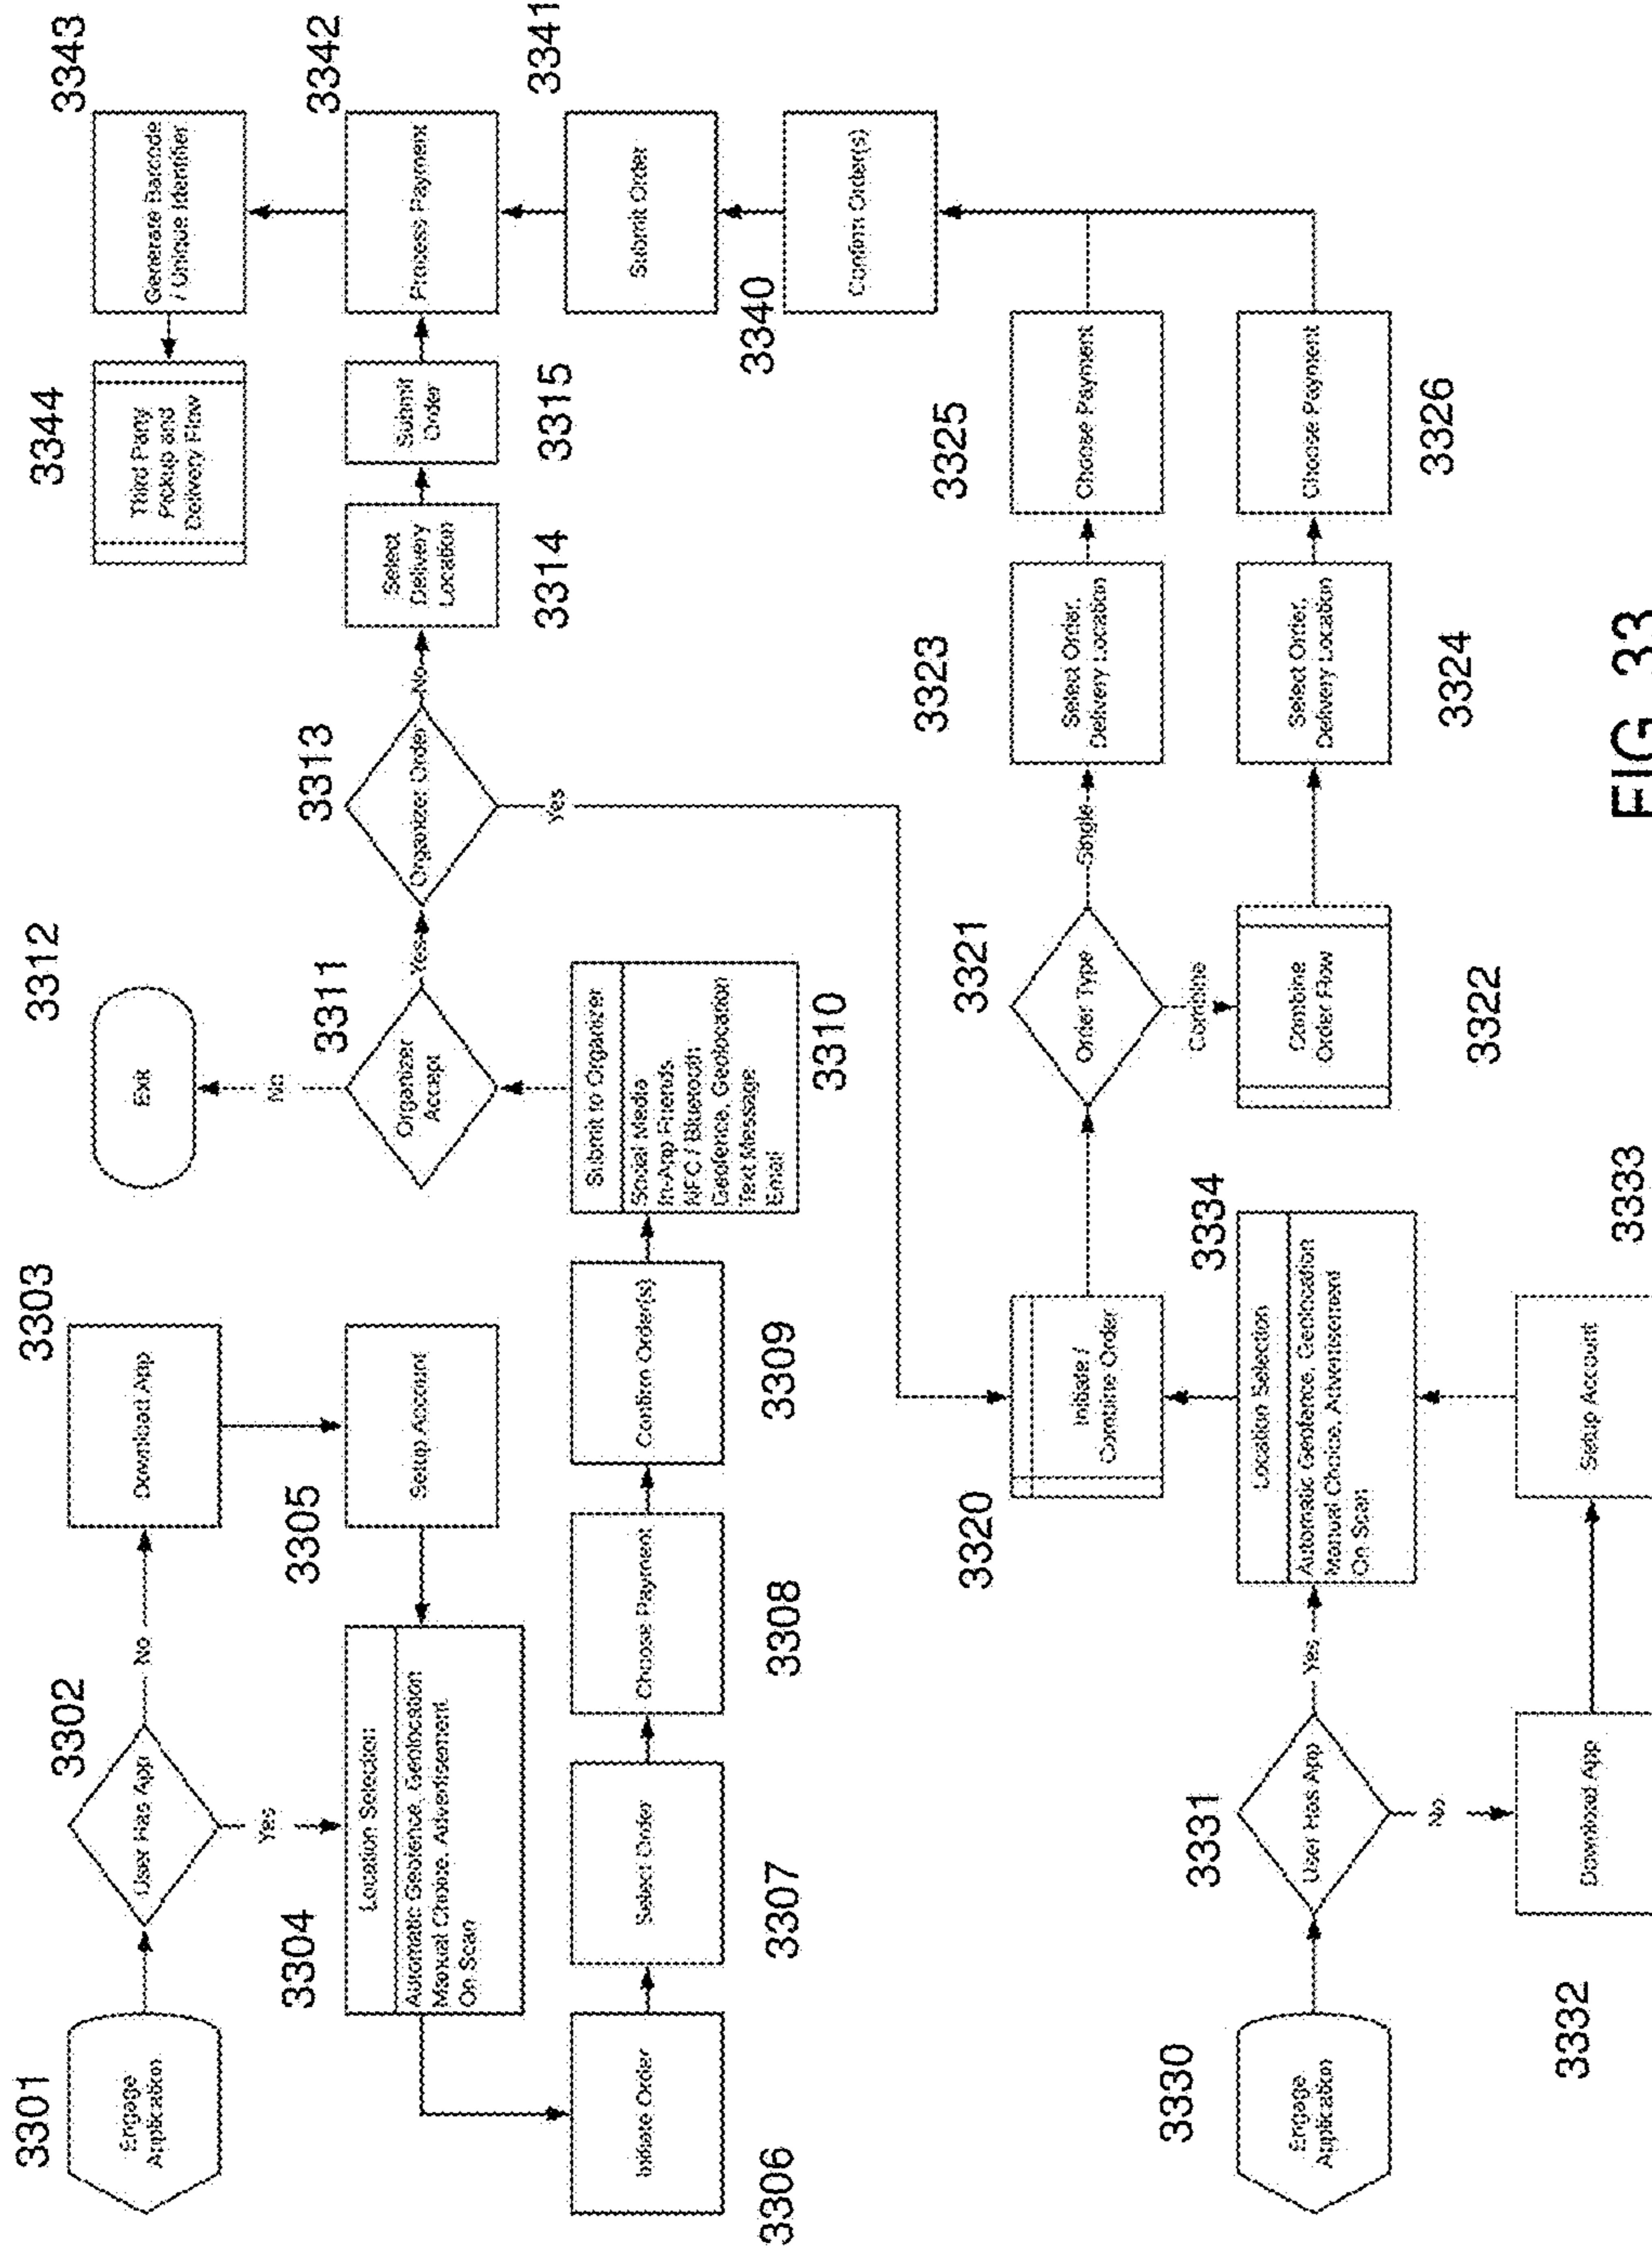 3301
Engage
Application
3302
User Has App
No
Yes
3303
Download App
3305
Setup Account
3304
Location Selection
Automatic Geofence, Geolocation
Manual Choice, Advertisement
On Scan
3306
Initiate Order
3307
Select Order
3308
Choose Payment
3309
Confirm Order(s)
3310
Submit to Organizer
Social Media
In-App Friends
NFC / Bluetooth
Geofence, Geolocation
Text Message
Email
3311
Organizer
Accept
No
Yes
3312
Exit
3313
Organizer Order
No
Yes
3314
Select
Delivery
Location
3315
Submit
Order
3342
Process Payment
3343
Generate Barcode
/ Unique Identifier
3344
Third Party
Pickup and
Delivery Flow
3341
Submit Order
3340
Confirm Order(s)
3320
Initiate /
Combine Order
3321
Order Type
Single
Combine
3322
Combine
Order Flow
3323
Select Order,
Delivery Location
3324
Select Order,
Delivery Location
3325
Choose Payment
3326
Choose Payment
3330
Engage
Application
3331
User Has App
Yes
No
3332
Download App
3333
Setup Account
3334
Location Selection
Automatic Geofence, Geolocation
Manual Choice, Advertisement
On Scan
FIG. 33